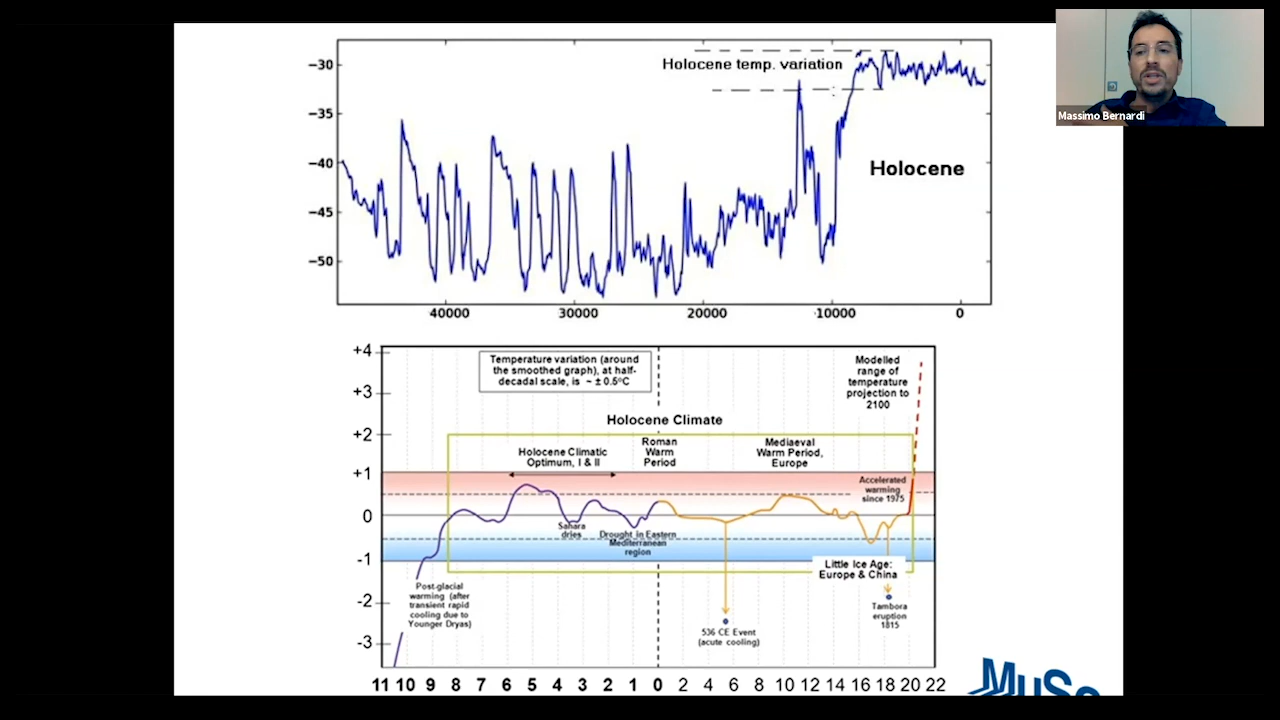 Massimo Bernardi
−30
−35
−40
−45
−50
Holocene temp. variation
Holocene
40000
30000
20000
10000
0
+4
+3
+2
+1
0
-1
-2
-3
Temperature variation (around
the smoothed graph), at half-
decadal scale, is ~ ± 0.5°C
Modelled
range of
temperature
projection to
2100
Holocene Climate
Holocene Climatic
Optimum, I & II
Roman
Warm
Period
Mediaeval
Warm Period,
Europe
Accelerated
warming
since 1975
Sahara
dries
Drought in Eastern
Mediterranean
region
Little Ice Age:
Europe & China
Post-glacial
warming (after
transient rapid
cooling due to
Younger Dryas)
536 CE Event
(acute cooling)
Tambora
eruption
1815
11 10 9 8 7 6 5 4 3 2 1 0 2 4 6 8 10 12 14 16 18 20 22
MuSe